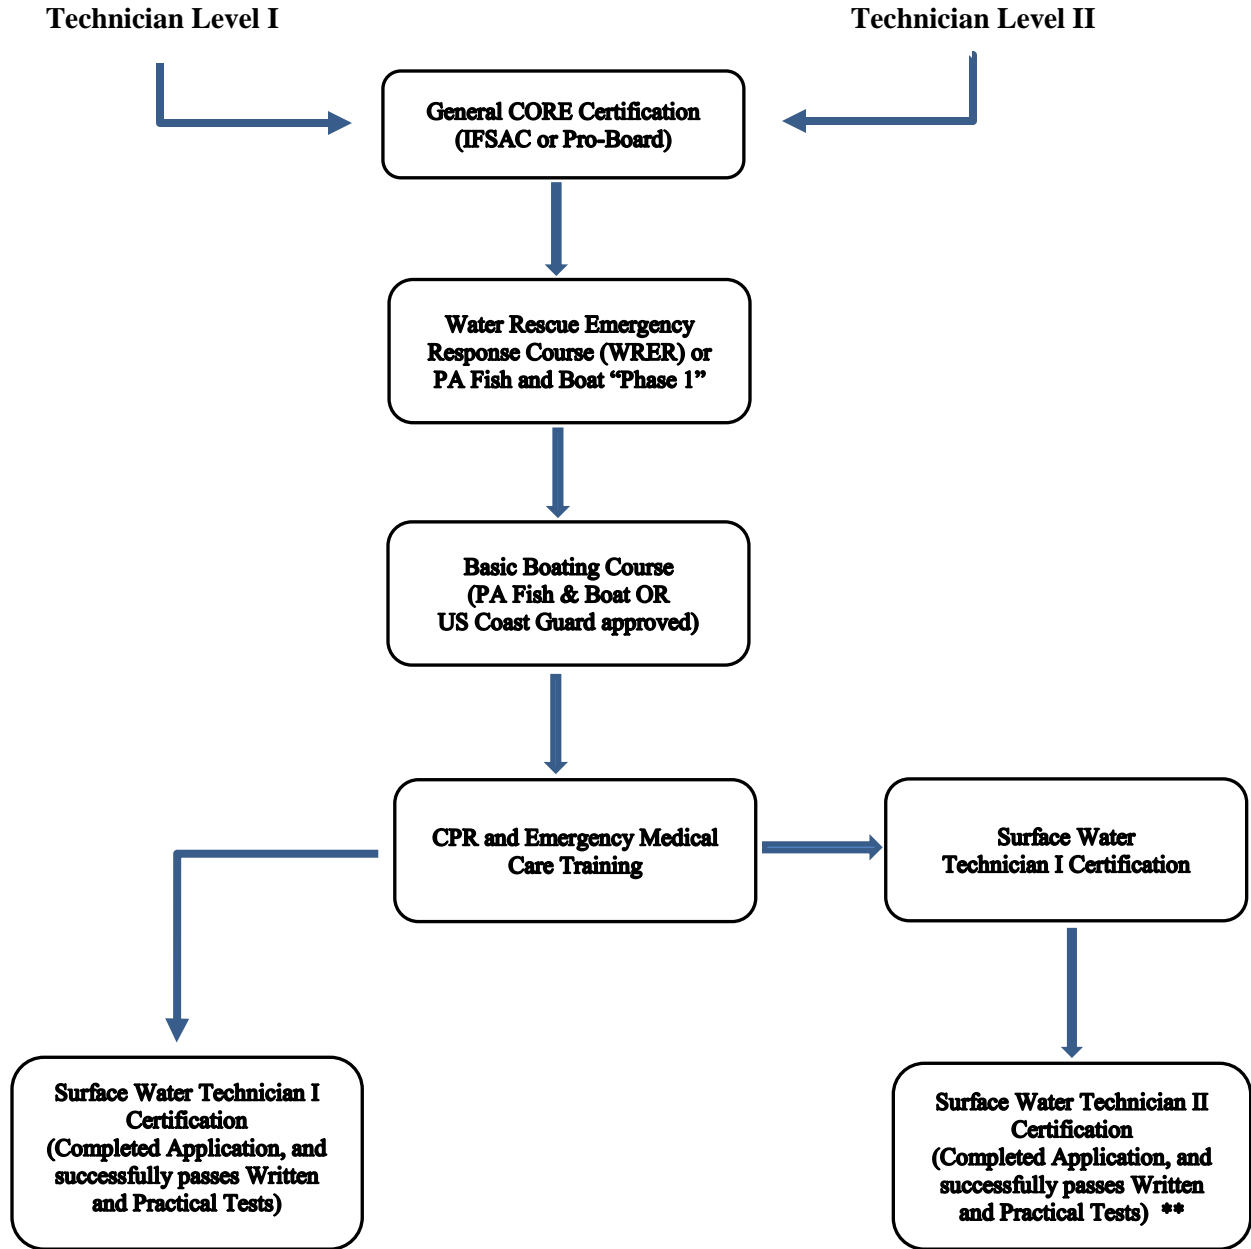 Technician Level I
Technician Level II
General CORE Certification
(IFSAC or Pro-Board)
Water Rescue Emergency
Response Course (WRER) or
PA Fish and Boat “Phase 1”
Basic Boating Course
(PA Fish & Boat OR
US Coast Guard approved)
CPR and Emergency Medical
Care Training
Surface Water
Technician I Certification
Surface Water Technician I
Certification
(Completed Application, and
successfully passes Written
and Practical Tests)
Surface Water Technician II
Certification
(Completed Application, and
successfully passes Written
and Practical Tests) **